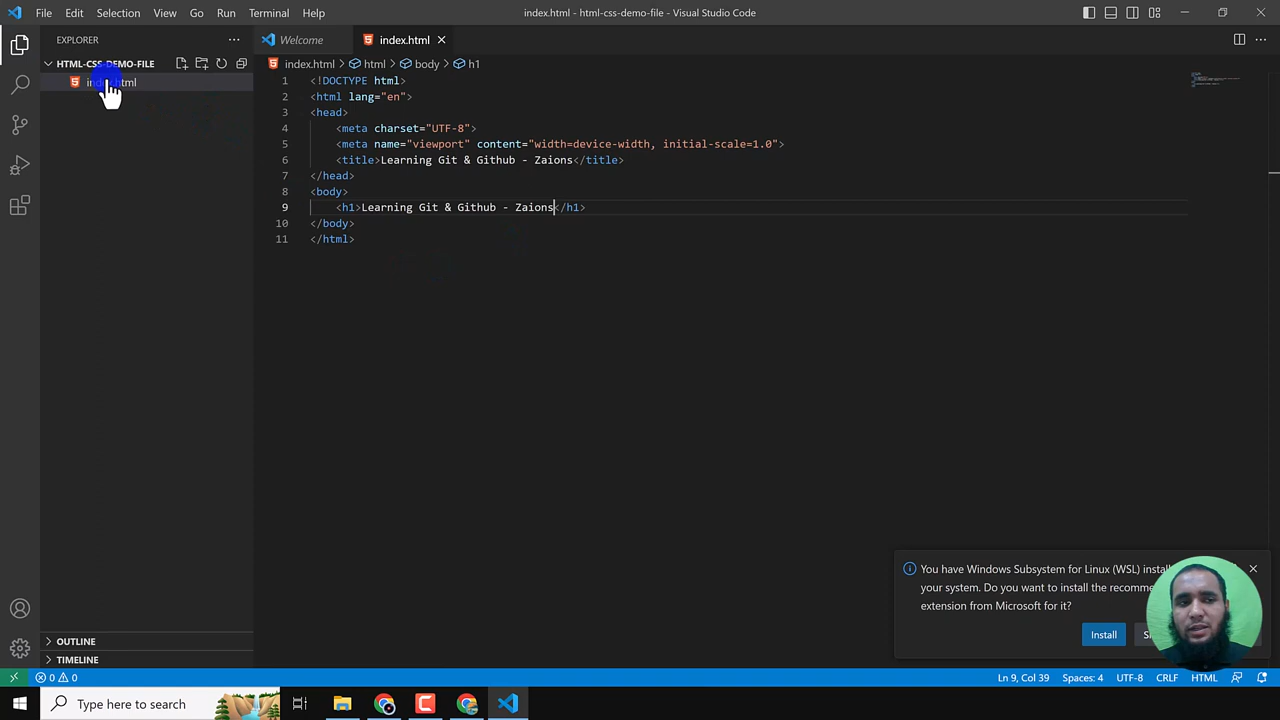 File Edit Selection View Go Run Terminal Help
index.html - html-css-demo-file - Visual Studio Code
EXPLORER
Welcome
index.html
HTML-CSS-DEMO-FILE
index.html
index.html > html > body > h1
1 <!DOCTYPE html>
2 <html lang="en">
3 <head>
4 <meta charset="UTF-8">
5 <meta name="viewport" content="width=device-width, initial-scale=1.0">
6 <title>Learning Git & Github - Zaions</title>
7 </head>
8 <body>
9 <h1>Learning Git & Github - Zaions</h1>
10 </body>
11 </html>
You have Windows Subsystem for Linux (WSL)
your system. Do you want to install the
extension from Microsoft for it?
Install
OUTLINE
TIMELINE
0 0
Ln 9, Col 39 Spaces: 4 UTF-8 CRLF HTML
Type here to search